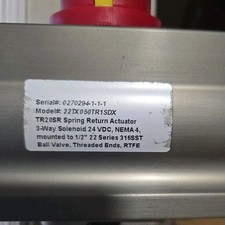 Serial#: 0270294-1-1-1
Model#: 22TX050TR1SDX
TR20SR Spring Return Actuator
3-Way Solenoid 24 VDC, NEMA 4,
mounted to 1/2" 22 Series 316SST
Ball Valve, Threaded Ends, RTFE